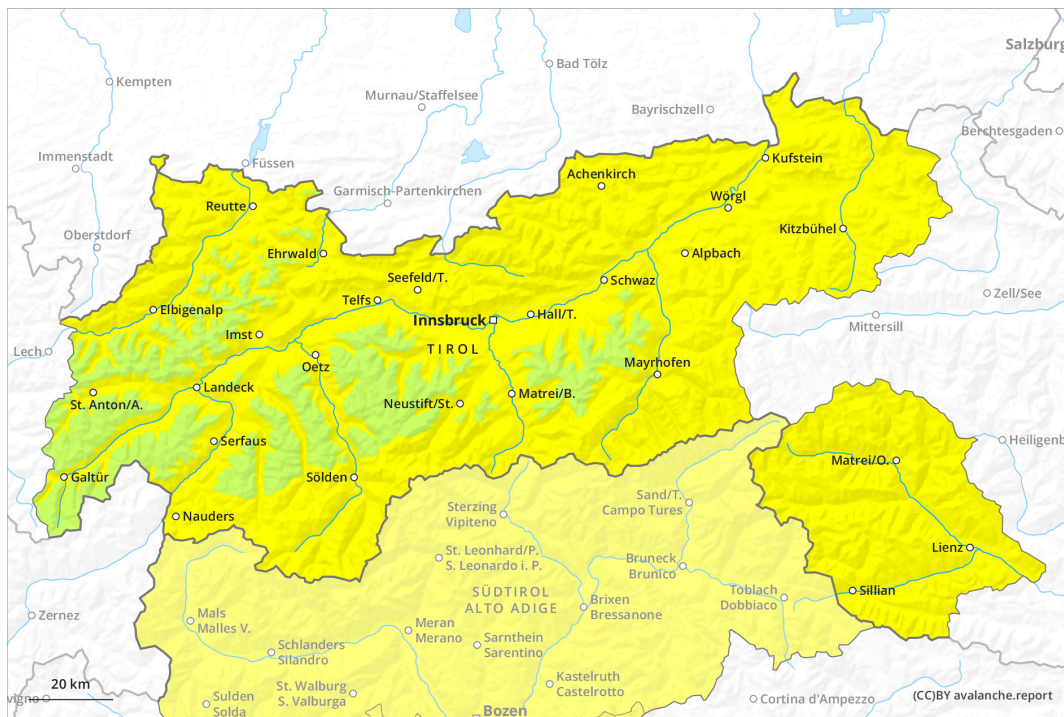 Salzburg
Kempten
Bad Tölz
Murnau/Staffelsee
Bayrischzell
Berchtesgaden
Immenstadt
Füssen
Kufstein
Achenkirch
Garmisch-Partenkirchen
Wörgl
Reutte
Oberstdorf
Kitzbühel
Ehrwald
Alpbach
Seefeld/T.
Schwaz
Zell/See
Telfs
Elbigenalp
Hall/T.
Innsbruck
Mittersill
Imst
Lech
TIROL
Mayrhofen
Oetz
Landeck
St. Anton/A.
Neustift/St.
Matrei/B.
Serfaus
Heiligenb
Matrei/O.
Galtür
Sölden
Sand/T.
Campo Tures
Sterzing
Vipiteno
Nauders
Lienz
St. Leonhard/P.
S. Leonardo i. P.
Bruneck
Brunico
SÜDTIROL
ALTO ADIGE
Sillian
Toblach
Dobbiaco
Brixen
Bressanone
Zernez
Mals
Malles V.
Meran
Merano
Sarnthein
Sarentino
Schlanders
Silandro
Kastelruth
Castelrotto
20 km
St. Walburg
S. Valburga
vigno
Sulden
Solda
Cortina d'Ampezzo
(CC)BY avalanche.report
Bozen